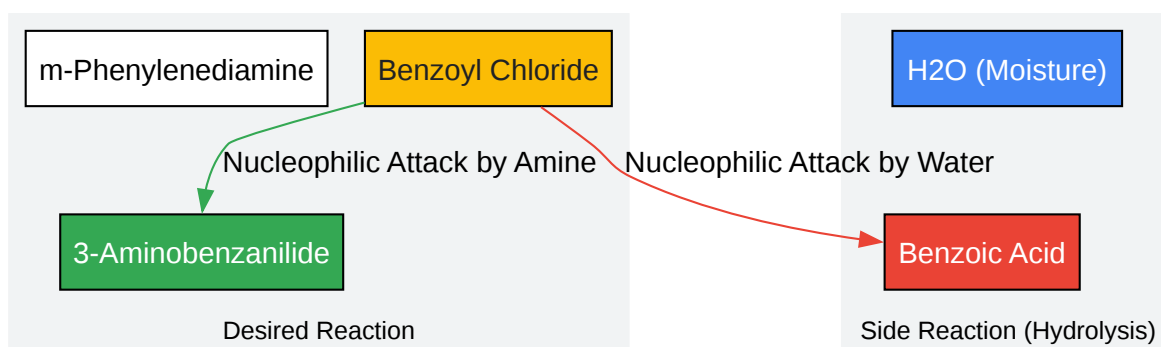 m-Phenylenediamine
Benzoyl Chloride
H2O (Moisture)
Nucleophilic Attack by Amine
Nucleophilic Attack by Water
3-Aminobenzanilide
Benzoic Acid
Desired Reaction
Side Reaction (Hydrolysis)